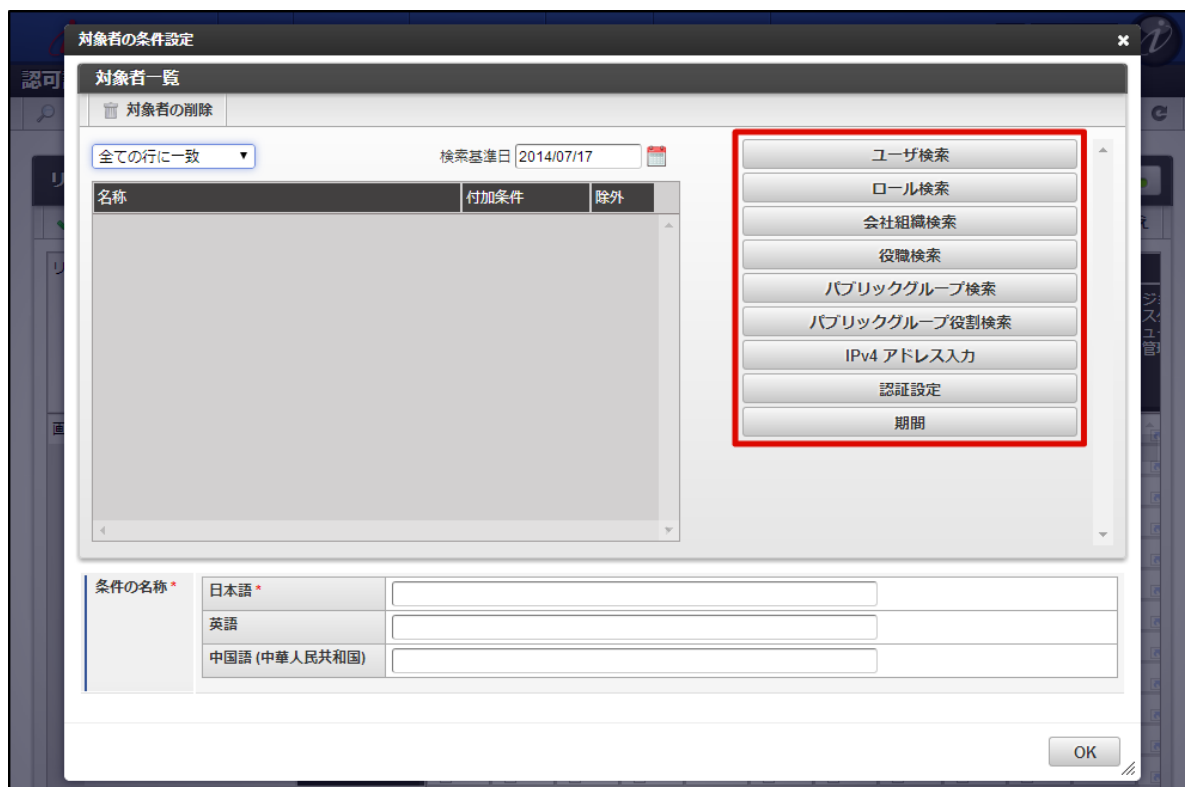 対象者の条件設定
認可
対象者一覧
対象者の削除
全ての行に一致
検索基準日 2014/07/17
名称 付加条件 除外
ユーザ検索
ロール検索
会社組織検索
役職検索
パブリックグループ検索
パブリックグループ役割検索
IPv4 アドレス入力
認証設定
期間
条件の名称 *
日本語 *
英語
中国語 (中華人民共和国)
OK